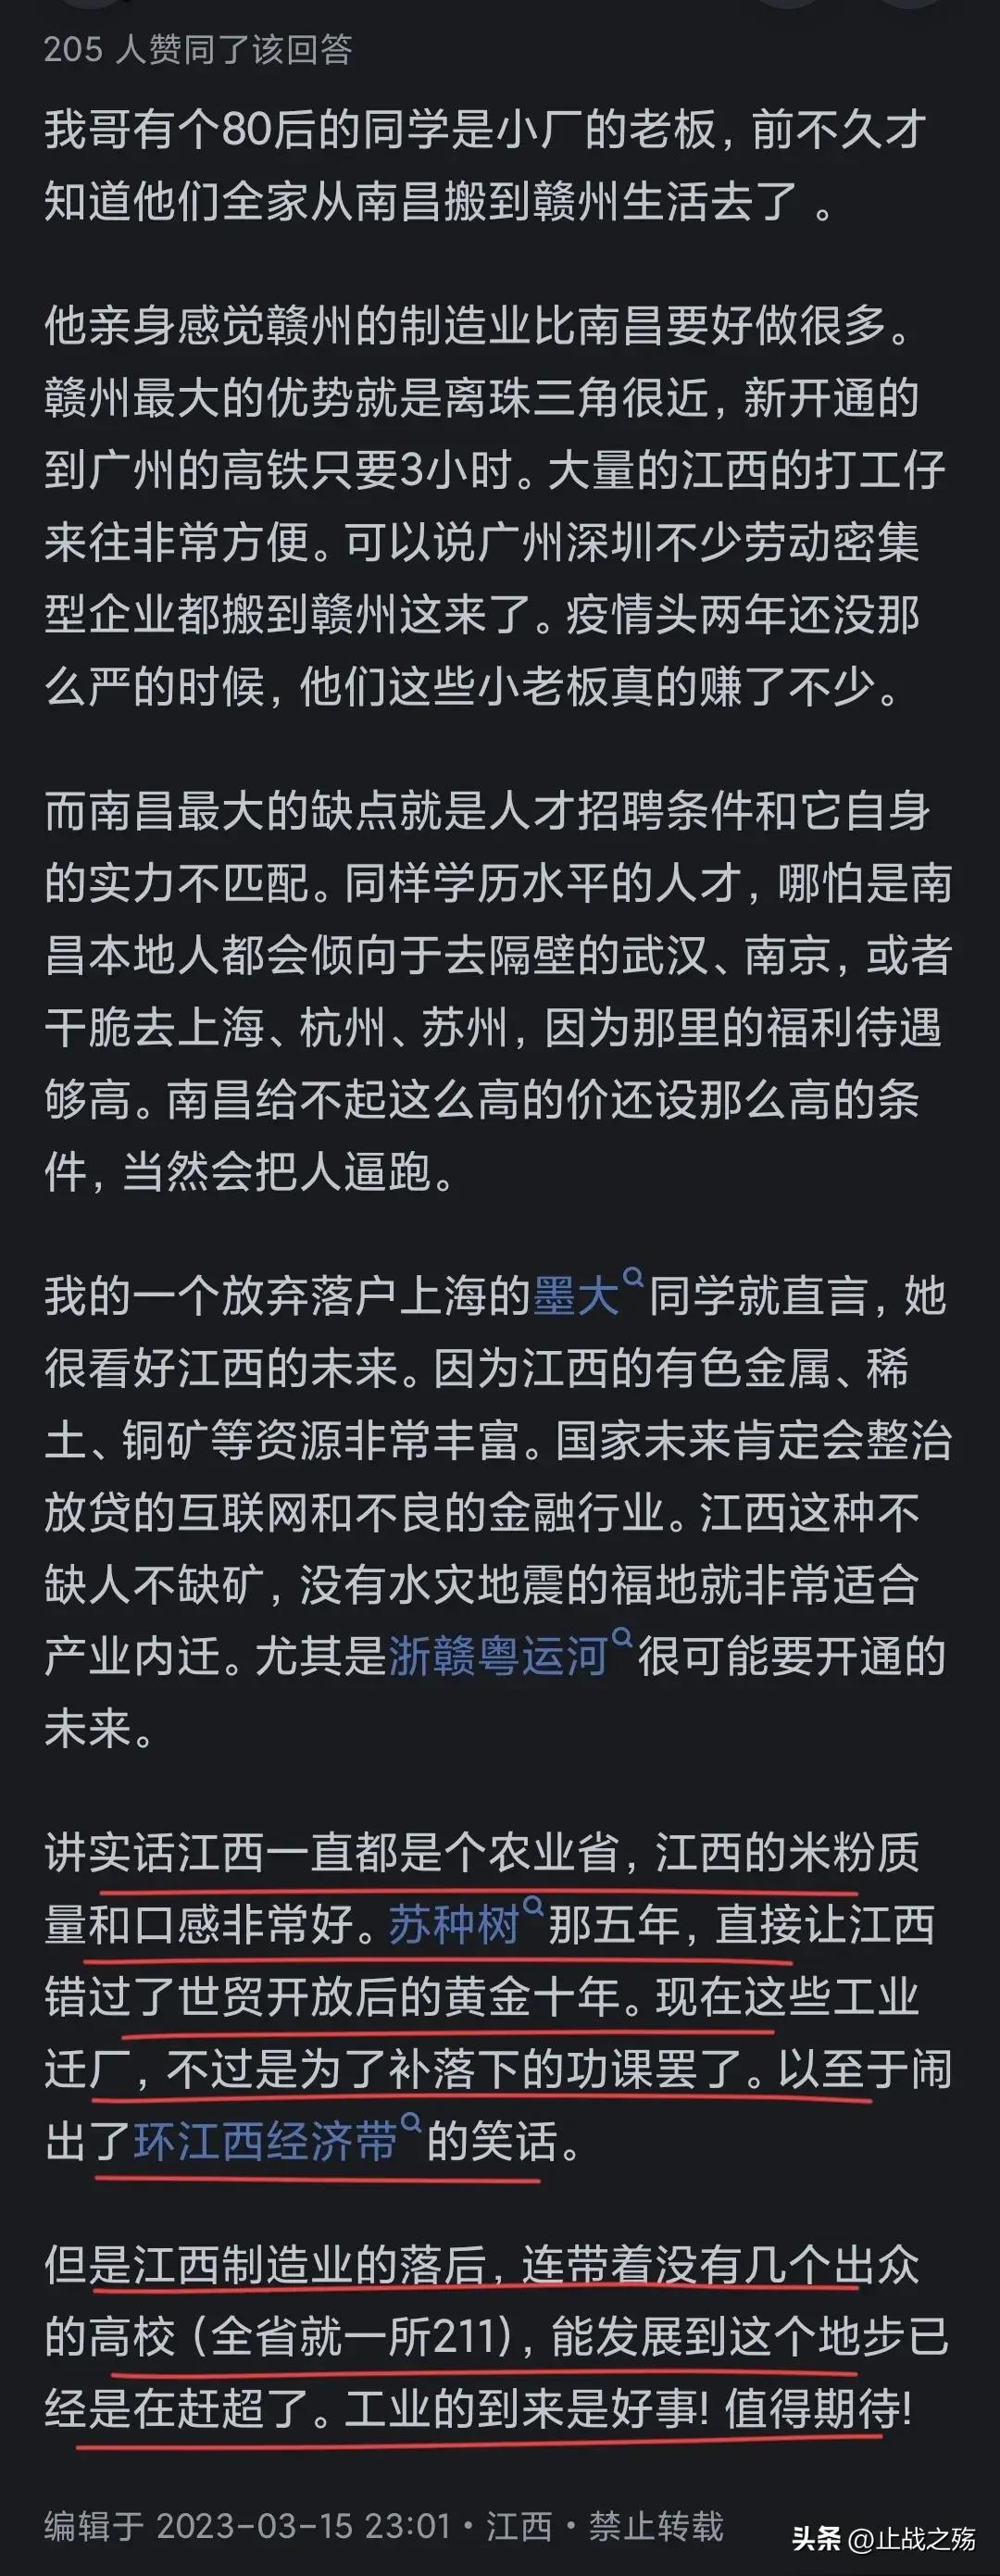 205 人赞同了该回答
我哥有个80后的同学是小厂的老板，前不久才
知道他们全家从南昌搬到赣州生活去了 。
他亲身感觉赣州的制造业比南昌要好做很多。
赣州最大的优势就是离珠三角很近，新开通的
到广州的高铁只要3小时。大量的江西的打工仔
来往非常方便。可以说广州深圳不少劳动密集
型企业都搬到赣州这来了。疫情头两年还没那
么严的时候，他们这些小老板真的赚了不少。
而南昌最大的缺点就是人才招聘条件和它自身
的实力不匹配。同样学历水平的人才，哪怕是南
昌本地人都会倾向于去隔壁的武汉、南京，或者
干脆去上海、杭州、苏州，因为那里的福利待遇
够高。南昌给不起这么高的价还设那么高的条
件，当然会把人逼跑。
我的一个放弃落户上海的墨大同学就直言，她
很看好江西的未来。因为江西的有色金属、稀
土、铜矿等资源非常丰富。国家未来肯定会整治
放贷的互联网和不良的金融行业。江西这种不
缺人不缺矿，没有水灾地震的福地就非常适合
产业内迁。尤其是浙赣粤运河很可能要开通的
未来。
讲实话江西一直都是个农业省，江西的米粉质
量和口感非常好。苏种树那五年，直接让江西
错过了世贸开放后的黄金十年。现在这些工业
迁厂，不过是为了补落下的功课罢了。以至于闹
出了环江西经济带的笑话。
但是江西制造业的落后，连带着没有几个出众
的高校（全省就一所211），能发展到这个地步已
经是在赶超了。工业的到来是好事！值得期待！
编辑于 2023-03-15 23:01・江西・禁止转载
头条 @止战之殇